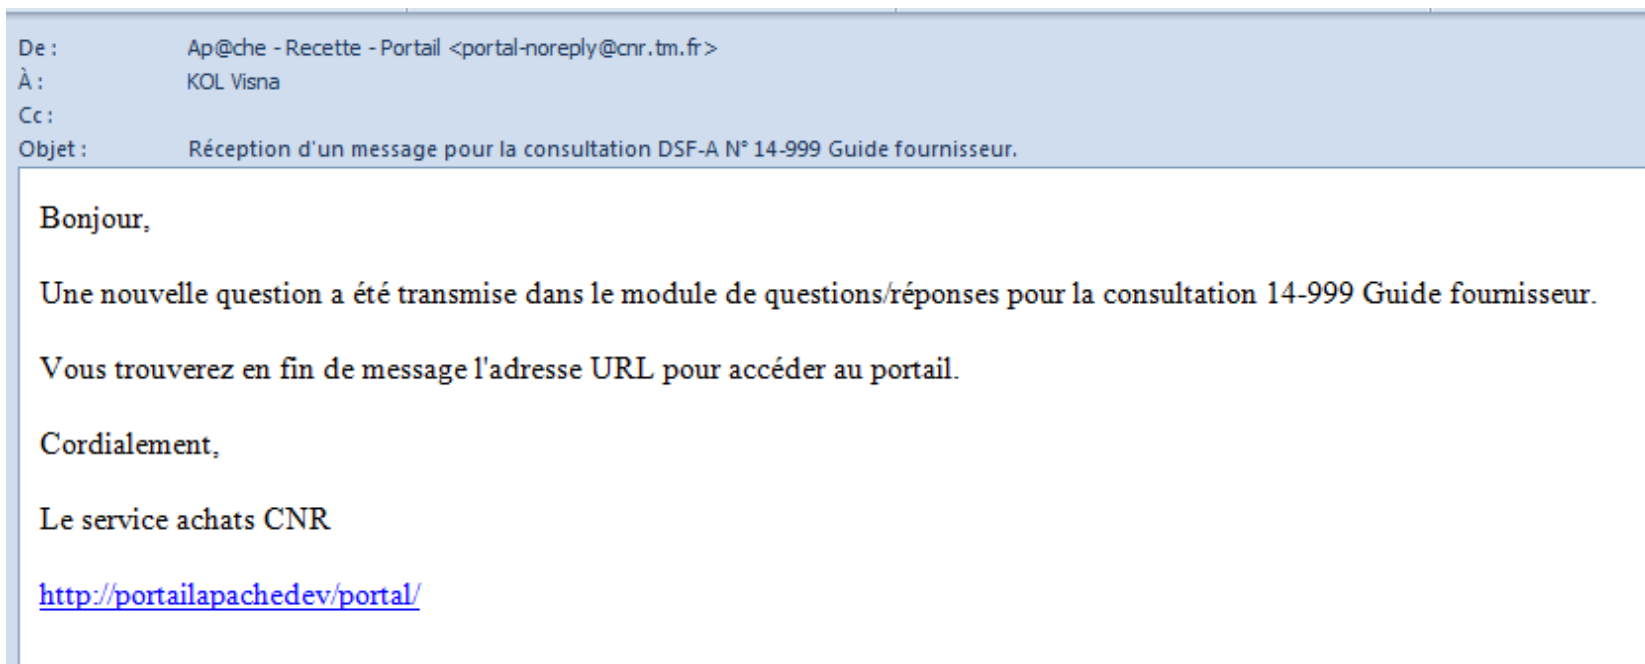 De : Ap@che - Recette - Portail <portal-noreply@cnr.tm.fr>
À : KOL Visna
Cc :
Objet : Réception d'un message pour la consultation DSF-A N° 14-999 Guide fournisseur.
Bonjour,
Une nouvelle question a été transmise dans le module de questions/réponses pour la consultation 14-999 Guide fournisseur.
Vous trouverez en fin de message l'adresse URL pour accéder au portail.
Cordialement,
Le service achats CNR
http://portailapachedev/portal/